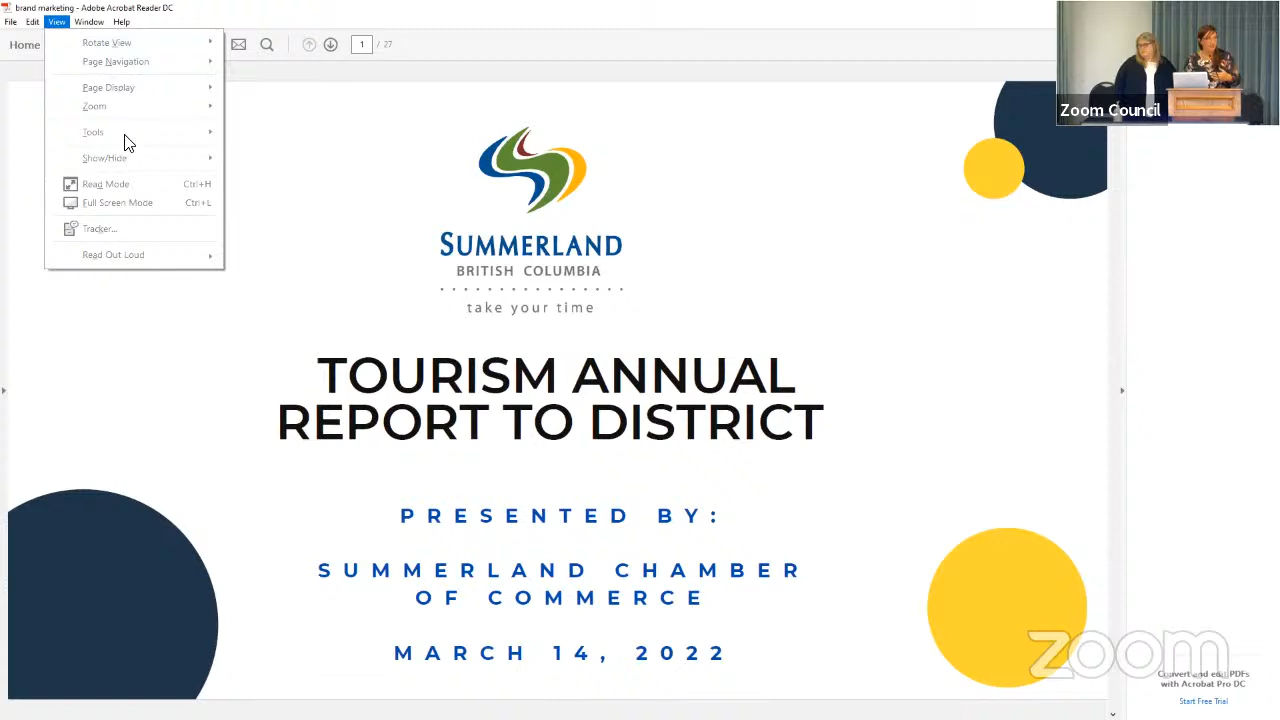 brand marketing - Adobe Acrobat Reader DC
File Edit View Window Help
Home
1 / 27
Rotate View
Page Navigation
Page Display
Zoom
Tools
Show/Hide
Read Mode Ctrl+H
Full Screen Mode Ctrl+L
Tracker...
Read Out Loud
Zoom Council
SUMMERLAND
BRITISH COLUMBIA
take your time
TOURISM ANNUAL
REPORT TO DISTRICT
PRESENTED BY:
SUMMERLAND CHAMBER
OF COMMERCE
MARCH 14, 2022
zoom
Convert and edit PDFs
with Acrobat Pro DC
Start Free Trial